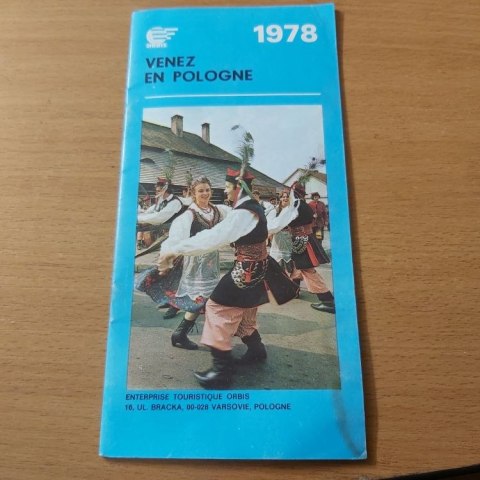 ORBIS
1978
VENEZ
EN POLOGNE
ENTERPRISE TOURISTIQUE ORBIS
16, UL. BRACKA, 00-028 VARSOVIE, POLOGNE